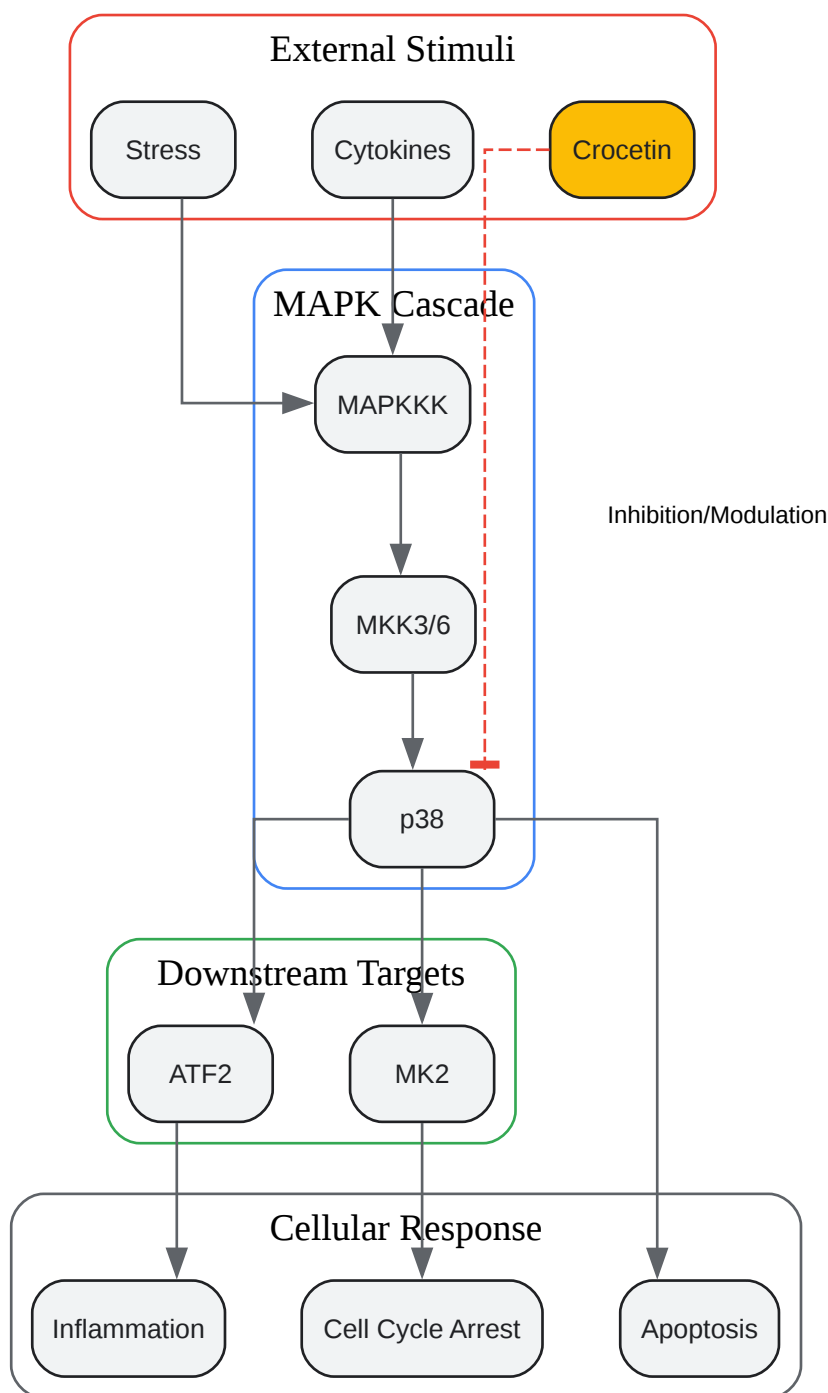 External Stimuli
Stress
Cytokines
Crocetin
MAPK Cascade
MAPKKK
Inhibition/Modulation
MKK3/6
p38
Downstream Targets
ATF2
MK2
Cellular Response
Inflammation
Cell Cycle Arrest
Apoptosis